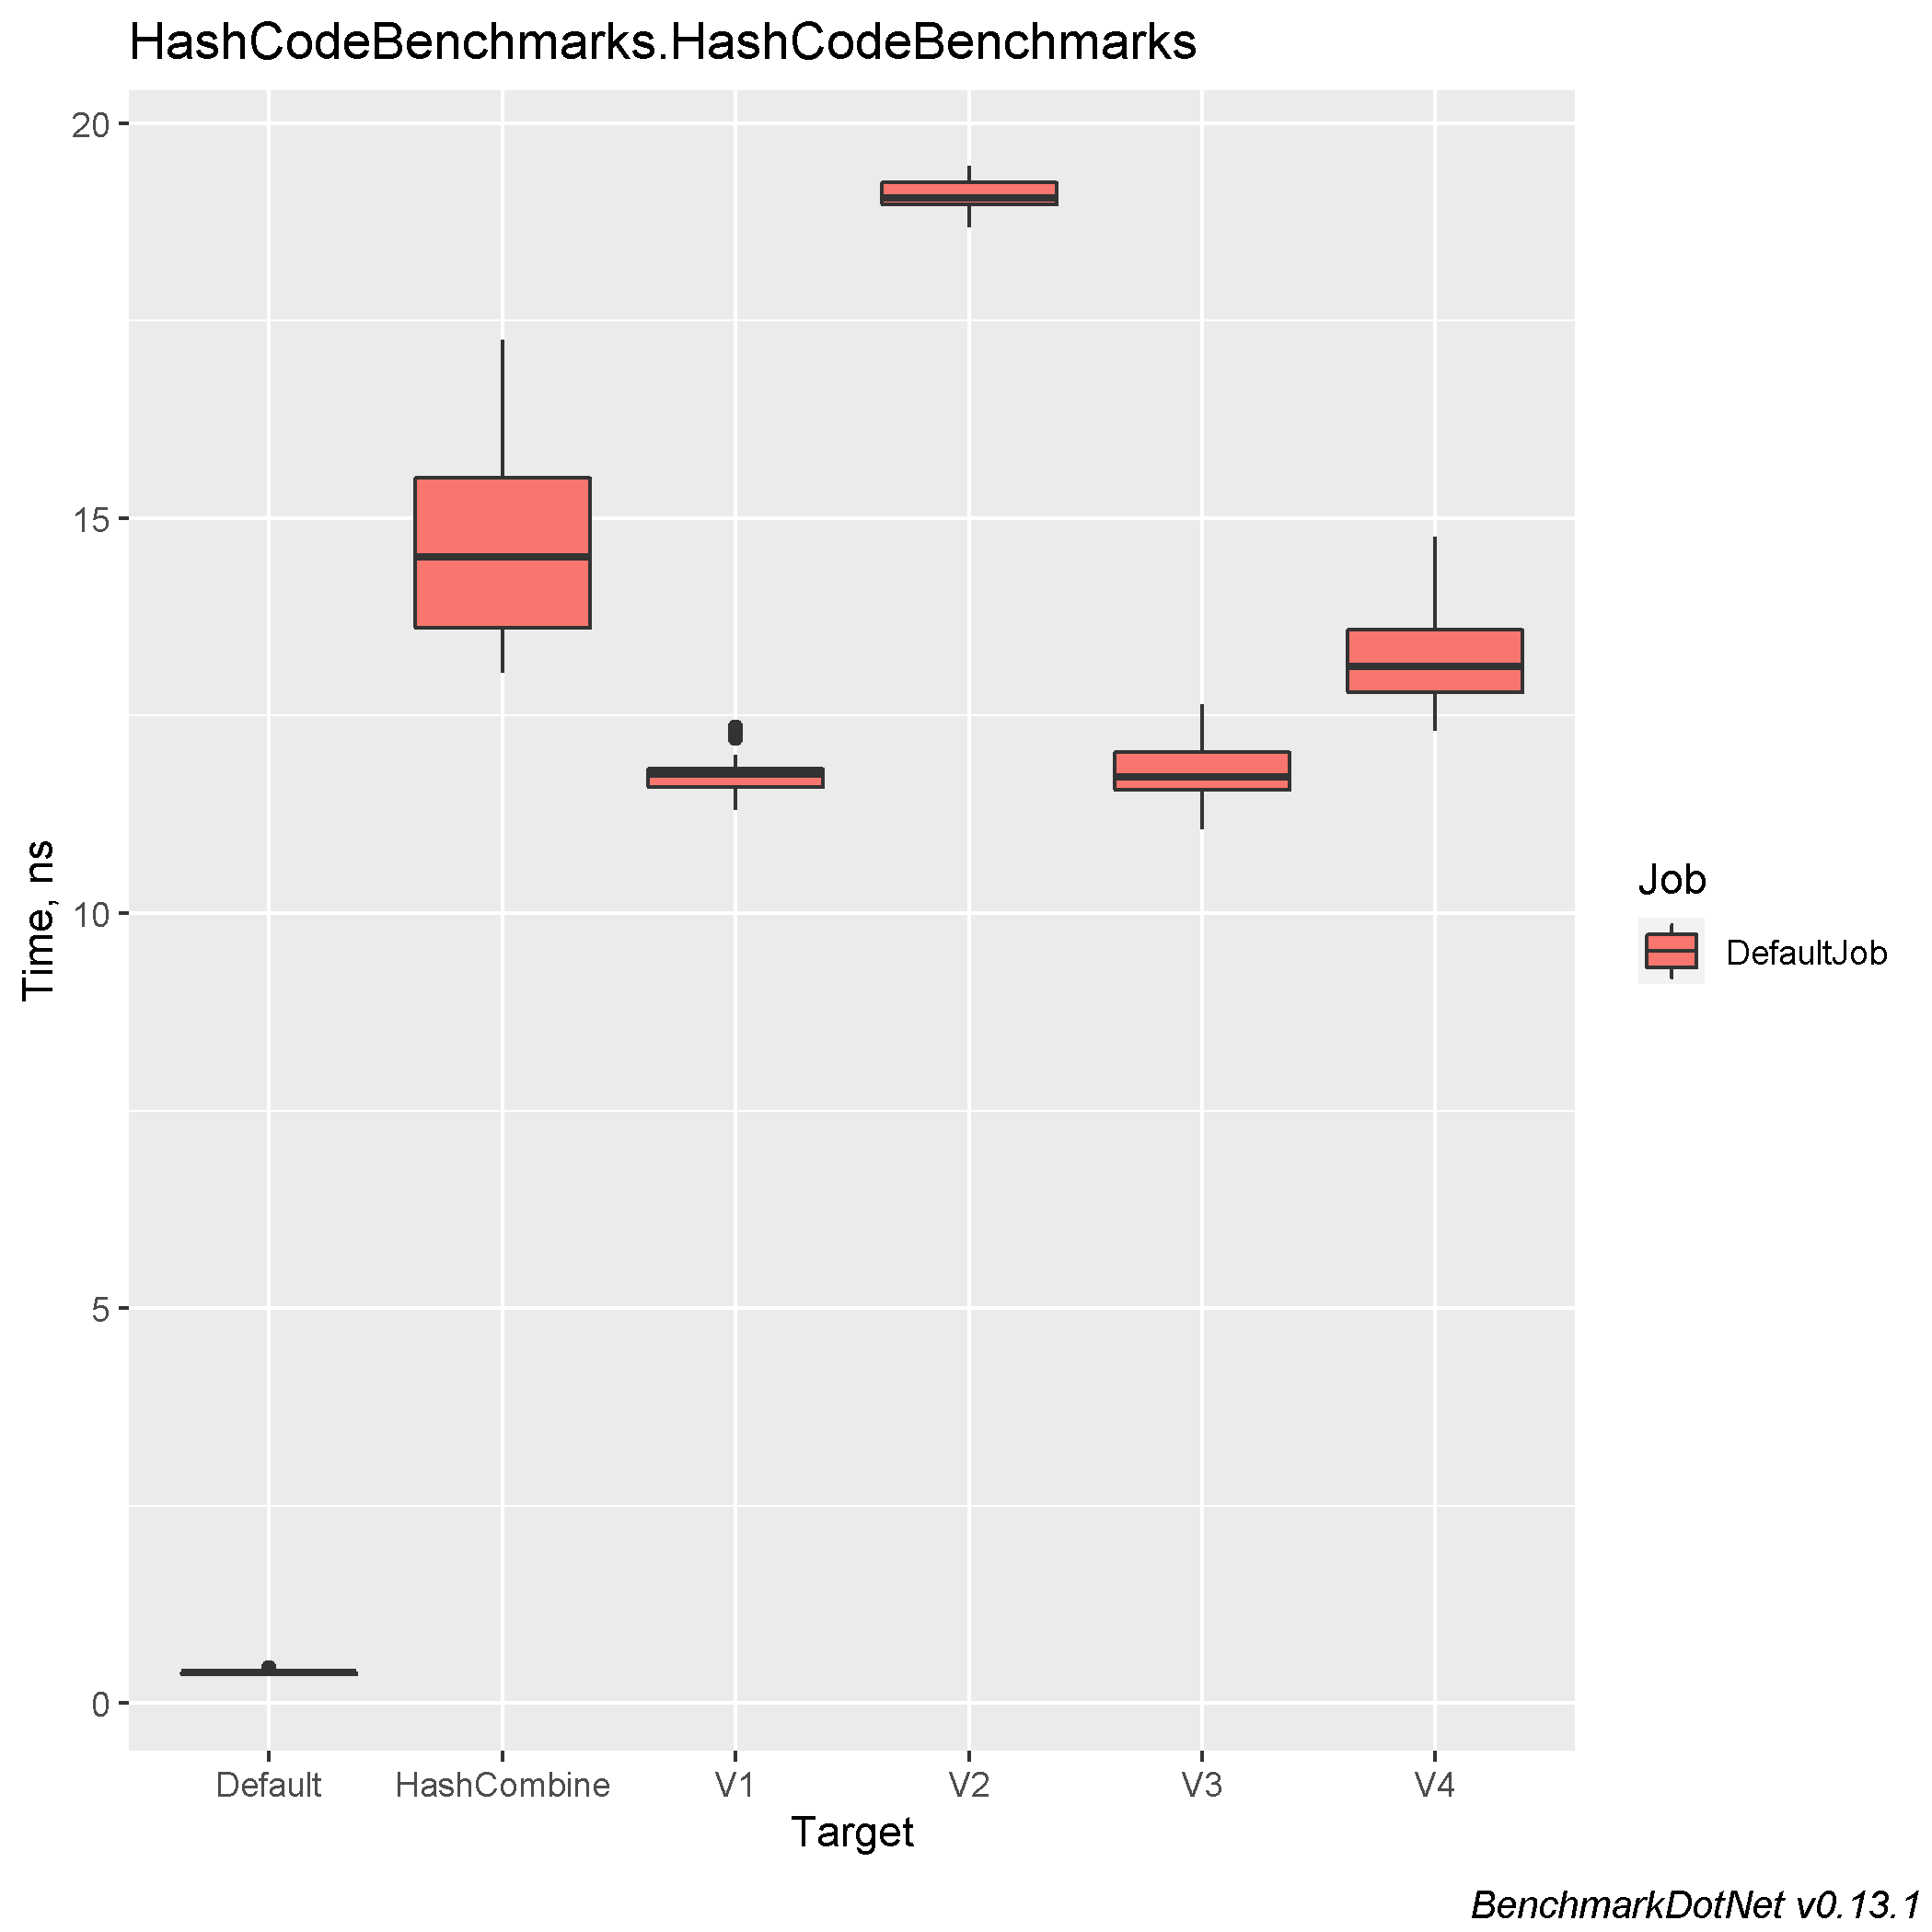 HashCodeBenchmarks.HashCodeBenchmarks
20
15
10
5
0
Time, ns
Default HashCombine V1 V2 V3 V4
Target
Job
DefaultJob
BenchmarkDotNet v0.13.1